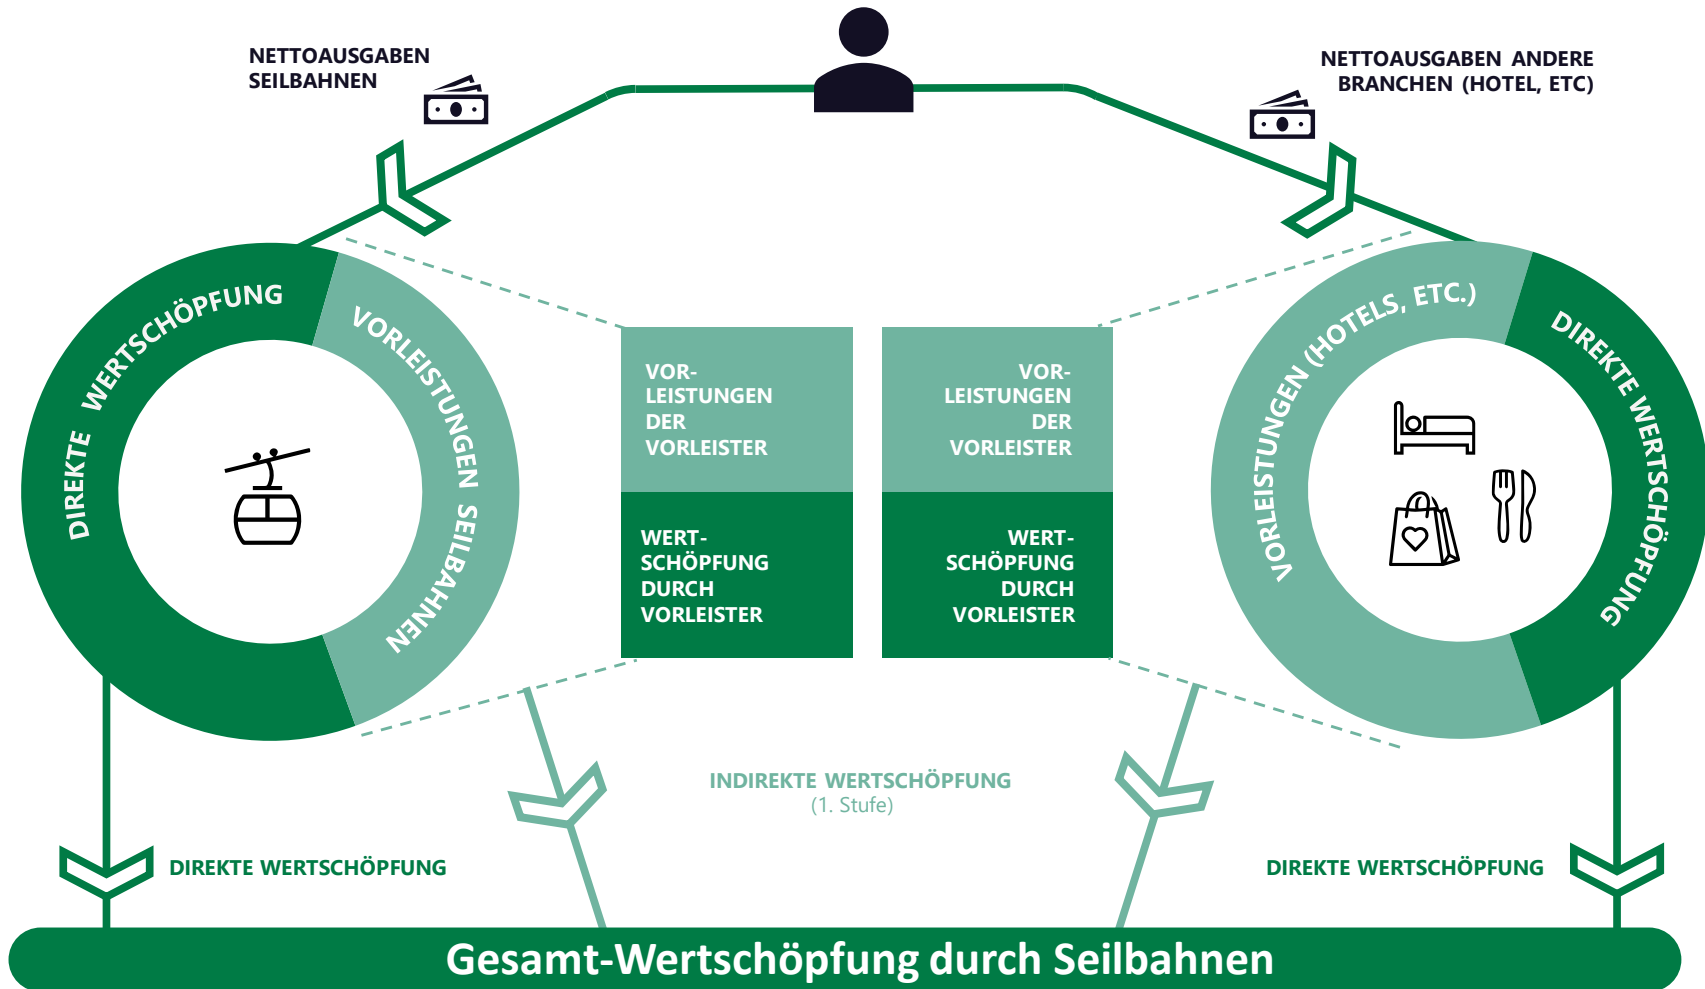 NETTOAUSGABEN
SEILBAHNEN
NETTOAUSGABEN ANDERE
BRANCHEN (HOTEL, ETC)
DIREKTE WERTSCHÖPFUNG
VORLEISTUNGEN SEILBAHNEN
VOR-
LEISTUNGEN
DER
VORLEISTER
WERT-
SCHÖPFUNG
DURCH
VORLEISTER
VOR-
LEISTUNGEN
DER
VORLEISTER
WERT-
SCHÖPFUNG
DURCH
VORLEISTER
VORLEISTUNGEN (HOTELS, ETC.)
DIREKTE WERTSCHÖPFUNG
INDIREKTE WERTSCHÖPFUNG
(1. Stufe)
DIREKTE WERTSCHÖPFUNG
DIREKTE WERTSCHÖPFUNG
Gesamt-Wertschöpfung durch Seilbahnen